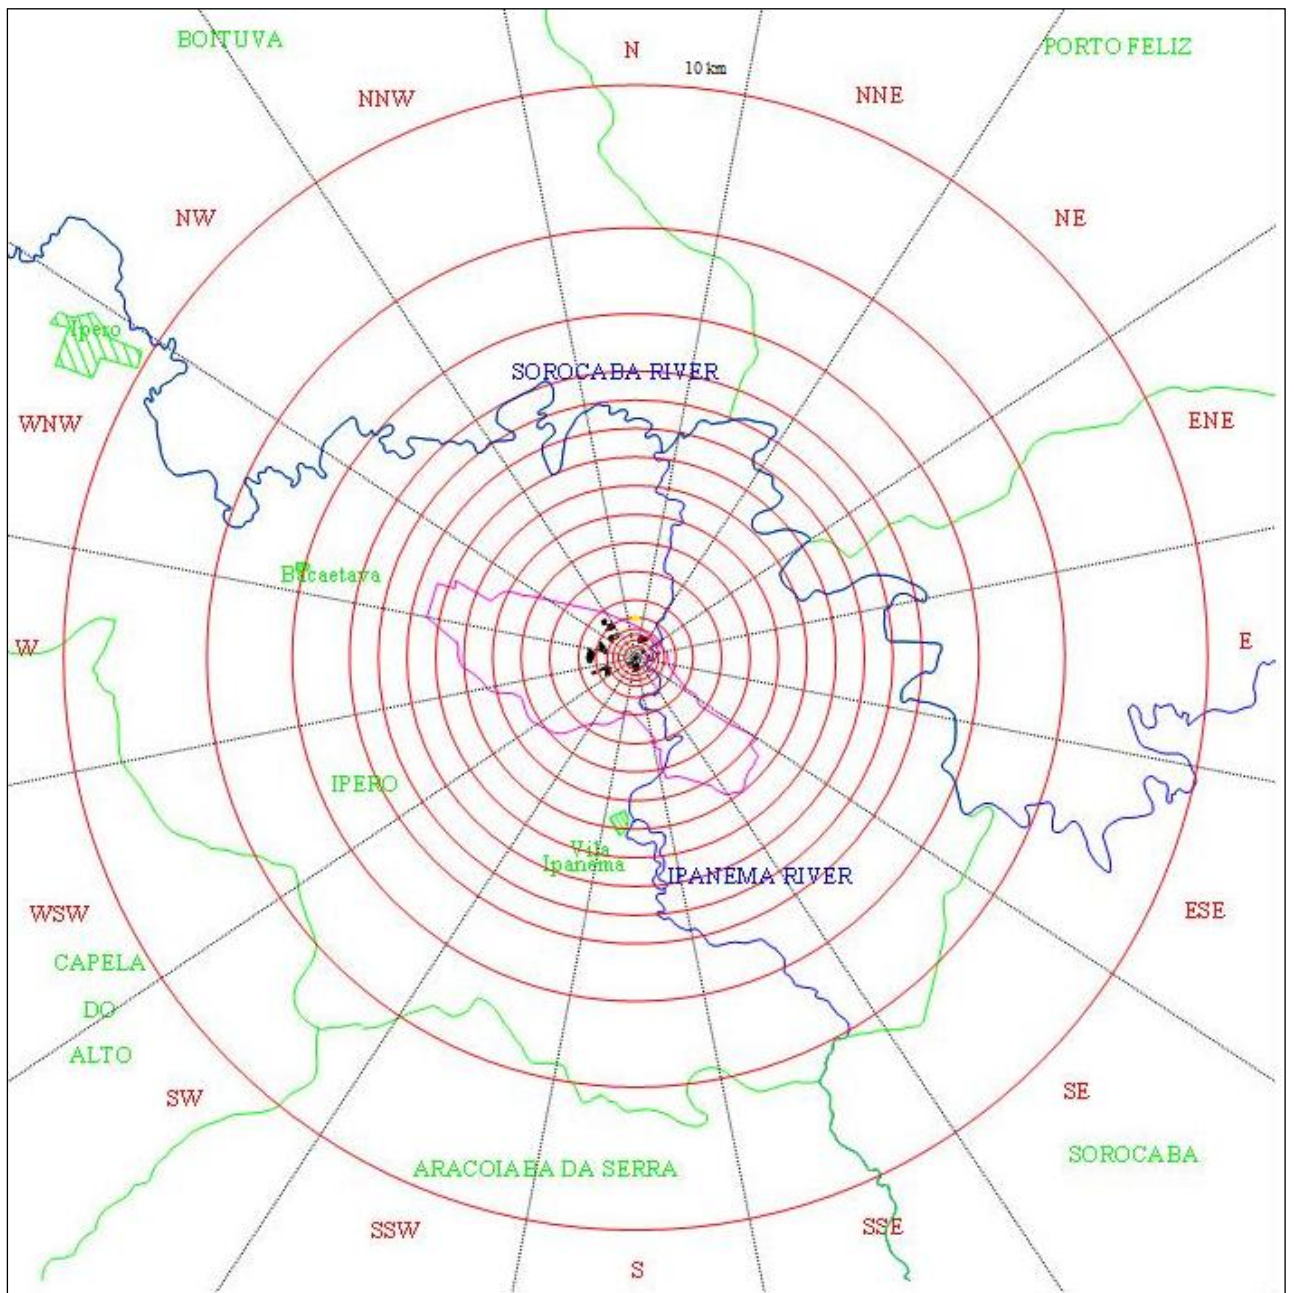 BOITUVA
PORTO FELIZ
N
10 km
NNW
NNE
NW
NE
Ipero
SOROCABA RIVER
WNW
ENE
Bacaetava
W
E
IPERO
Vila
Ipanema
IPANEMA RIVER
WSW
ESE
CAPELA
DO
ALTO
SW
SE
SOROCABA
ARACOIABA DA SERRA
SSW
SSE
S